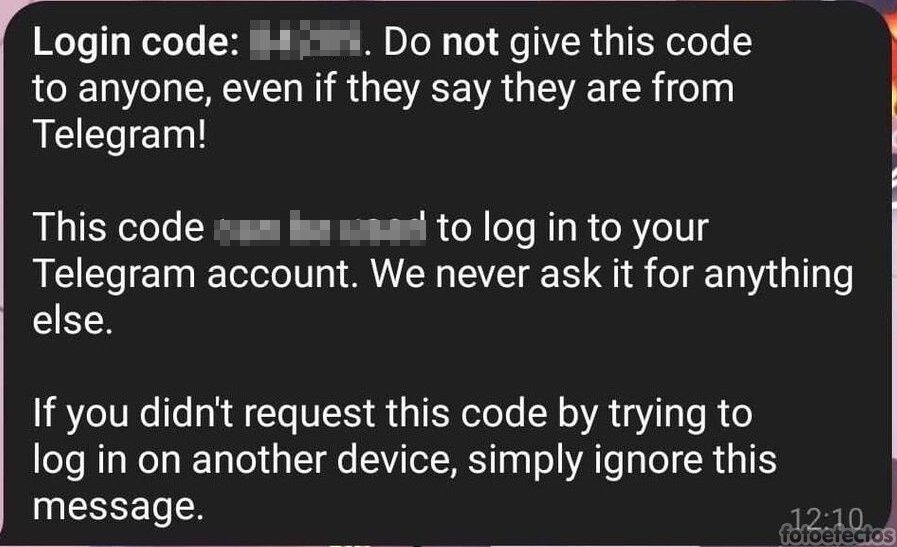 Login code: . Do not give this code
to anyone, even if they say they are from
Telegram!
This code to log in to your
Telegram account. We never ask it for anything
else.
If you didn't request this code by trying to
log in on another device, simply ignore this
message.
12:10
fotoefectos